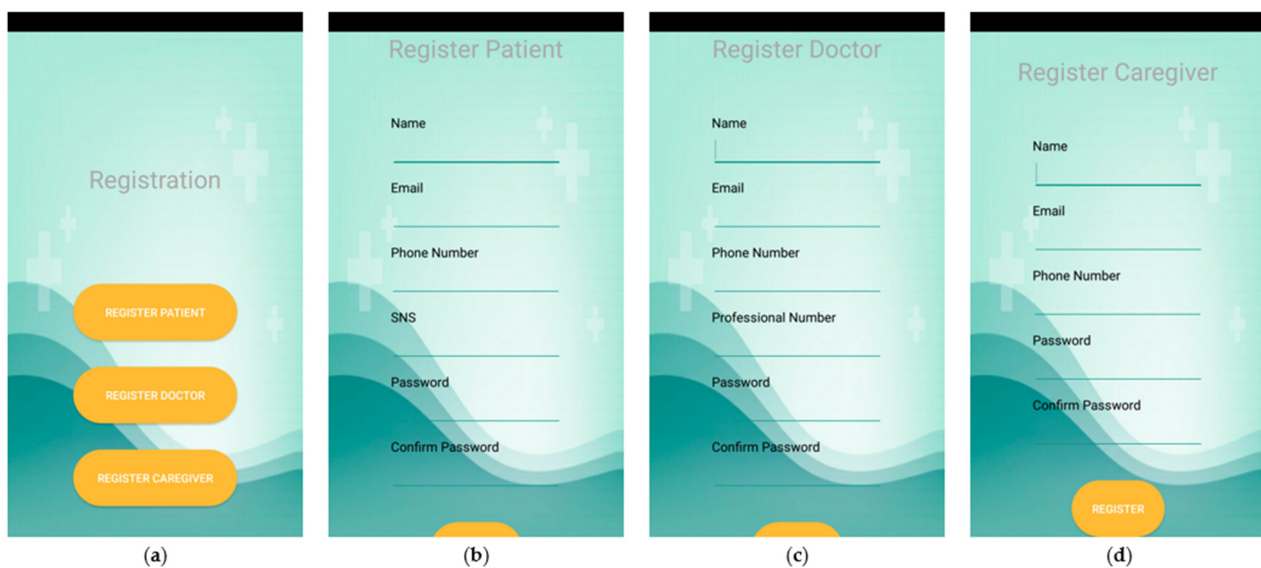 Registration
REGISTER PATIENT
REGISTER DOCTOR
REGISTER CAREGIVER
(a)
Register Patient
Name
Email
Phone Number
SNS
Password
Confirm Password
(b)
Register Doctor
Name
Email
Phone Number
Professional Number
Password
Confirm Password
(c)
Register Caregiver
Name
Email
Phone Number
Password
Confirm Password
REGISTER
(d)